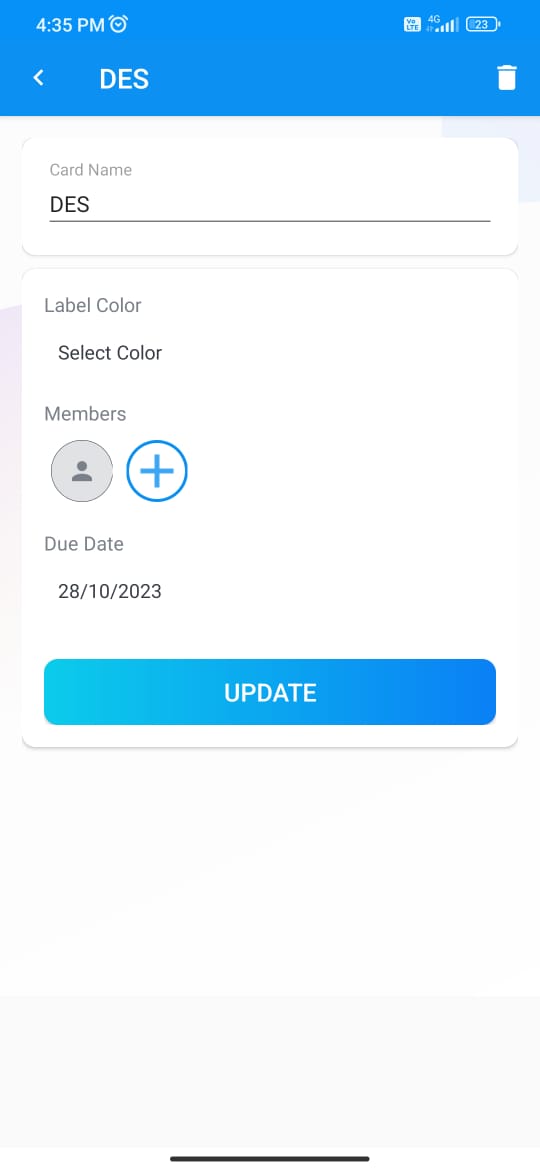 4:35 PM
Vo LTE 4G 23
DES
Card Name
DES
Label Color
Select Color
Members
Due Date
28/10/2023
UPDATE